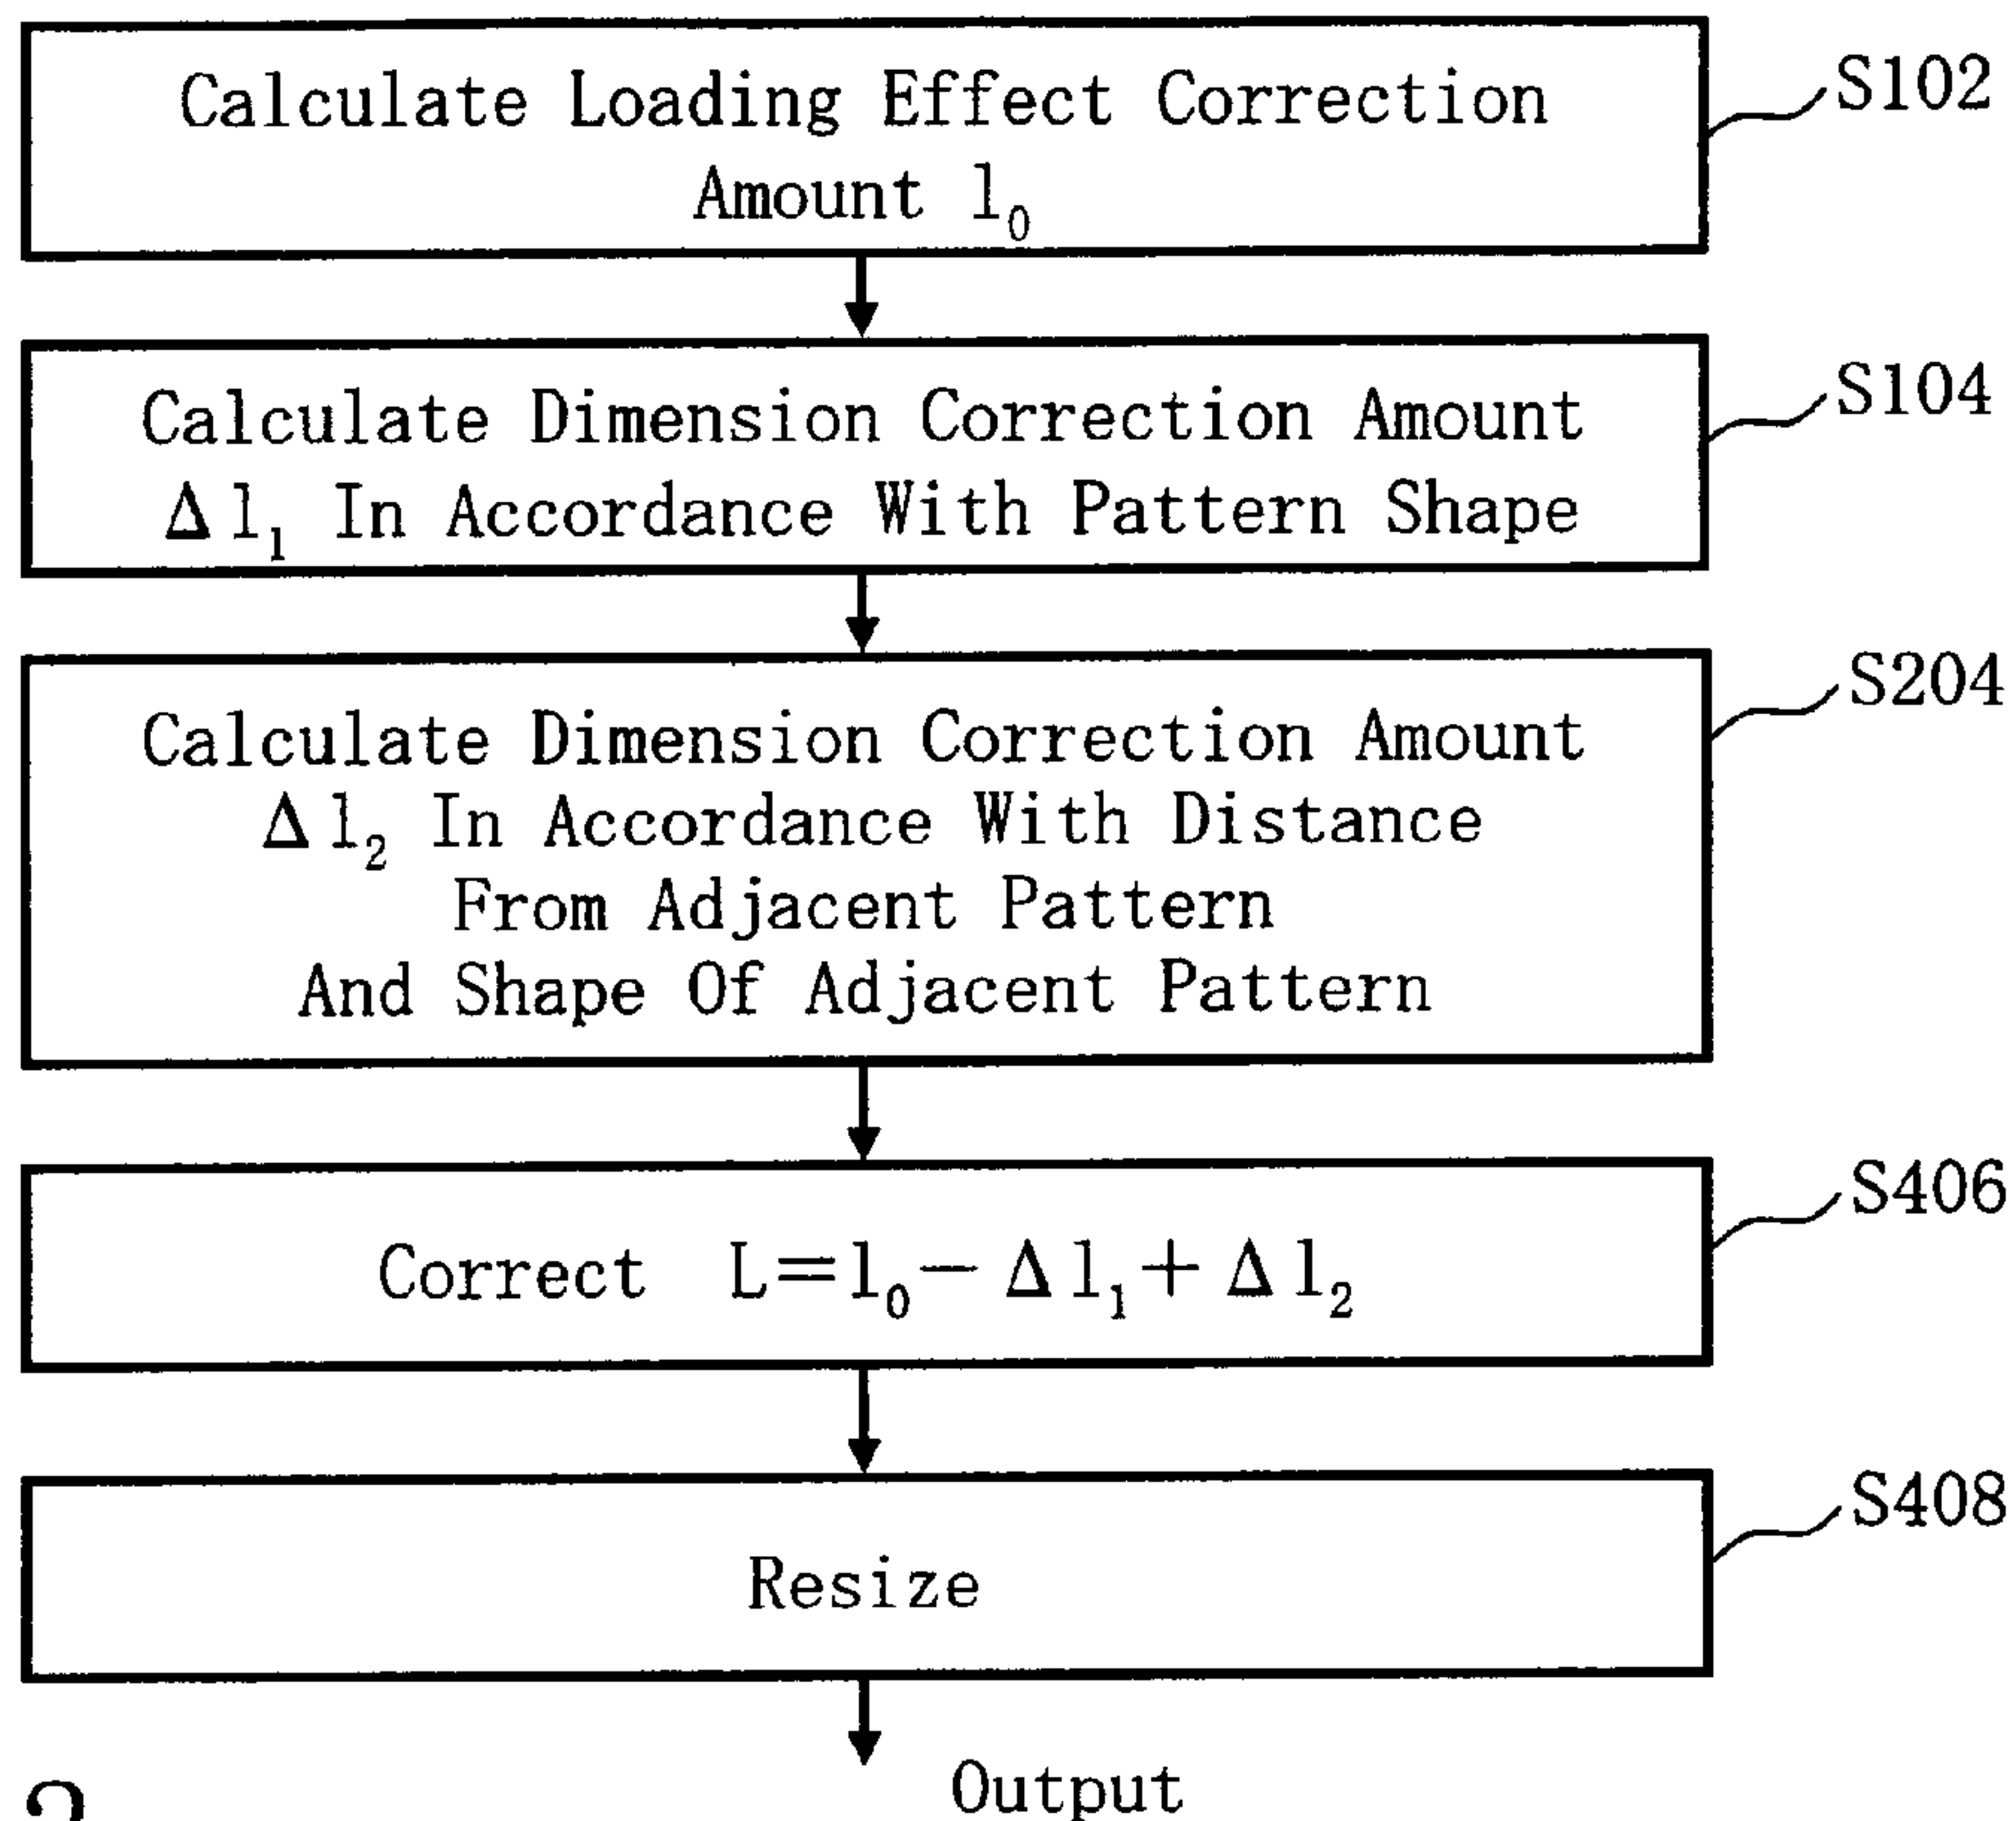 Calculate Loading Effect Correction
Amount l₀
S102
Calculate Dimension Correction Amount
Δl₁ In Accordance With Pattern Shape
S104
Calculate Dimension Correction Amount
Δl₂ In Accordance With Distance
From Adjacent Pattern
And Shape Of Adjacent Pattern
S204
Correct L=l₀−Δl₁+Δl₂
S406
Resize
S408
Output